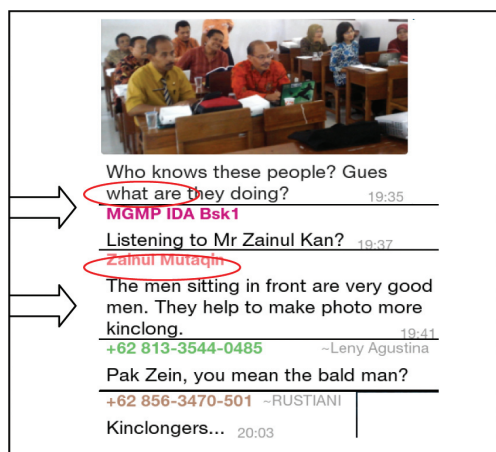 Who knows these people? Gues
what are they doing?
19:35
MGMP IDA Bsk1
Listening to Mr Zainul Kan? 19:37
Zainul Mutaqin
The men sitting in front are very good
men. They help to make photo more
kinclong.
19:41
+62 813-3544-0485 ~Leny Agustina
Pak Zein, you mean the bald man?
+62 856-3470-501 ~RUSTIANI
Kinclongers... 20:03